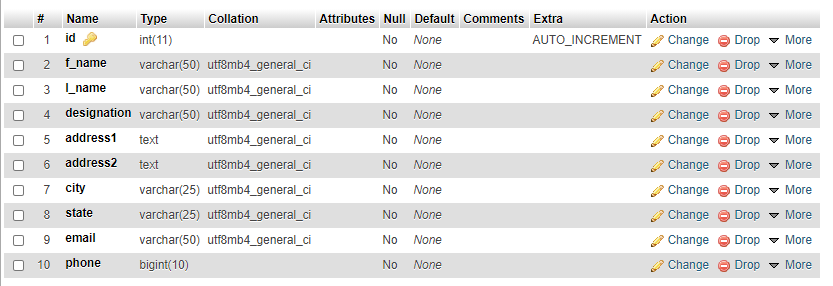 # Name Type Collation Attributes Null Default Comments Extra Action
1 id int(11) No None AUTO_INCREMENT Change Drop More
2 f_name varchar(50) utf8mb4_general_ci No None Change Drop More
3 l_name varchar(50) utf8mb4_general_ci No None Change Drop More
4 designation varchar(50) utf8mb4_general_ci No None Change Drop More
5 address1 text utf8mb4_general_ci No None Change Drop More
6 address2 text utf8mb4_general_ci No None Change Drop More
7 city varchar(25) utf8mb4_general_ci No None Change Drop More
8 state varchar(25) utf8mb4_general_ci No None Change Drop More
9 email varchar(50) utf8mb4_general_ci No None Change Drop More
10 phone bigint(10) No None Change Drop More